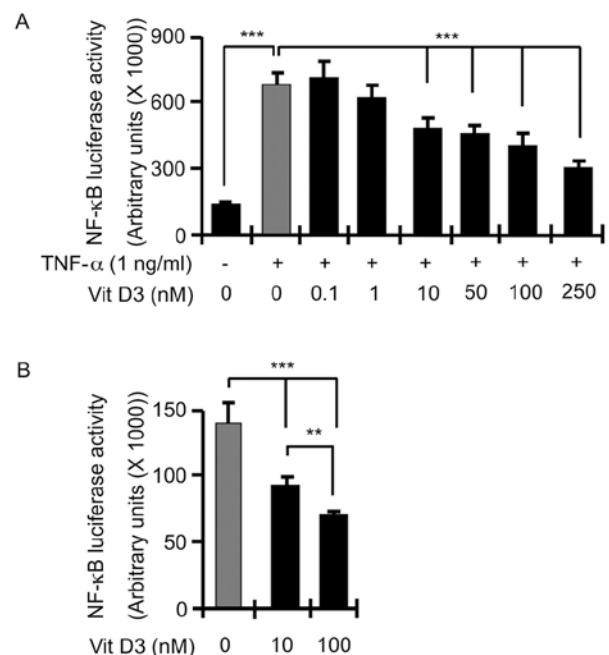 A
NF-κB luciferase activity
(Arbitrary units (X 1000))
900
600
300
0
*** ***
TNF-α (1 ng/ml) - + + + + + + +
Vit D3 (nM) 0 0 0.1 1 10 50 100 250
B
NF-κB luciferase activity
(Arbitrary units (X 1000))
150
100
50
0
***
**
Vit D3 (nM) 0 10 100